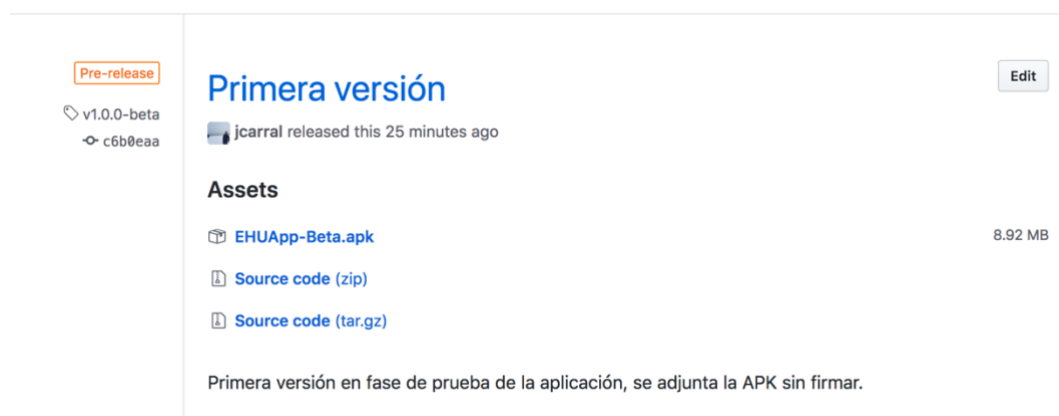 Pre-release
v1.0.0-beta
c6b0eaa
Primera versión
Edit
jcarral released this 25 minutes ago
Assets
EHUApp-Beta.apk 8.92 MB
Source code (zip)
Source code (tar.gz)
Primera versión en fase de prueba de la aplicación, se adjunta la APK sin firmar.